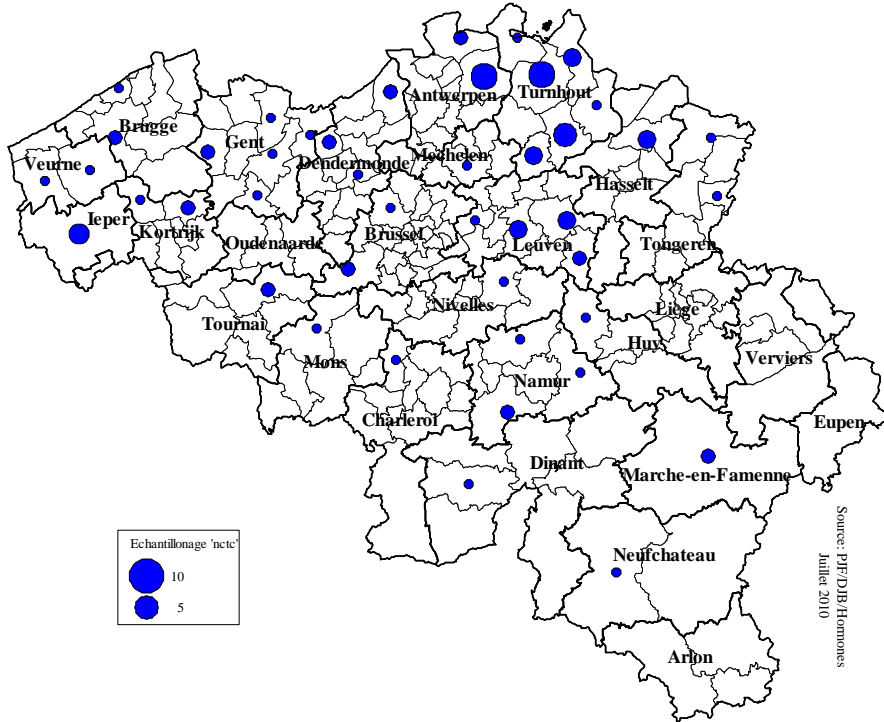 Antwerpen
Turnhout
Brugge
Gent
Veurne
Dendermonde
Mechelen
Hasselt
Ieper
Kortrijk
Oudenaarde
Brussel
Leuven
Tongeren
Nivelles
Liège
Tournai
Mons
Huy
Verviers
Namur
Charleroi
Eupen
Dinant
Marche-en-Famenne
Neufchateau
Arlon
Echantillonage 'nctc'
10
5
Source: PJF/DJB/Hormones
Juillet 2010